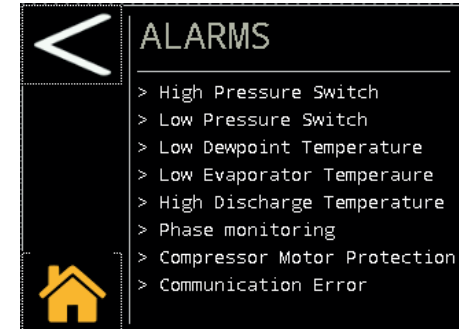 ALARMS
> High Pressure Switch
> Low Pressure Switch
> Low Dewpoint Temperature
> Low Evaporator Temperaure
> High Discharge Temperature
> Phase monitoring
> Compressor Motor Protection
> Communication Error